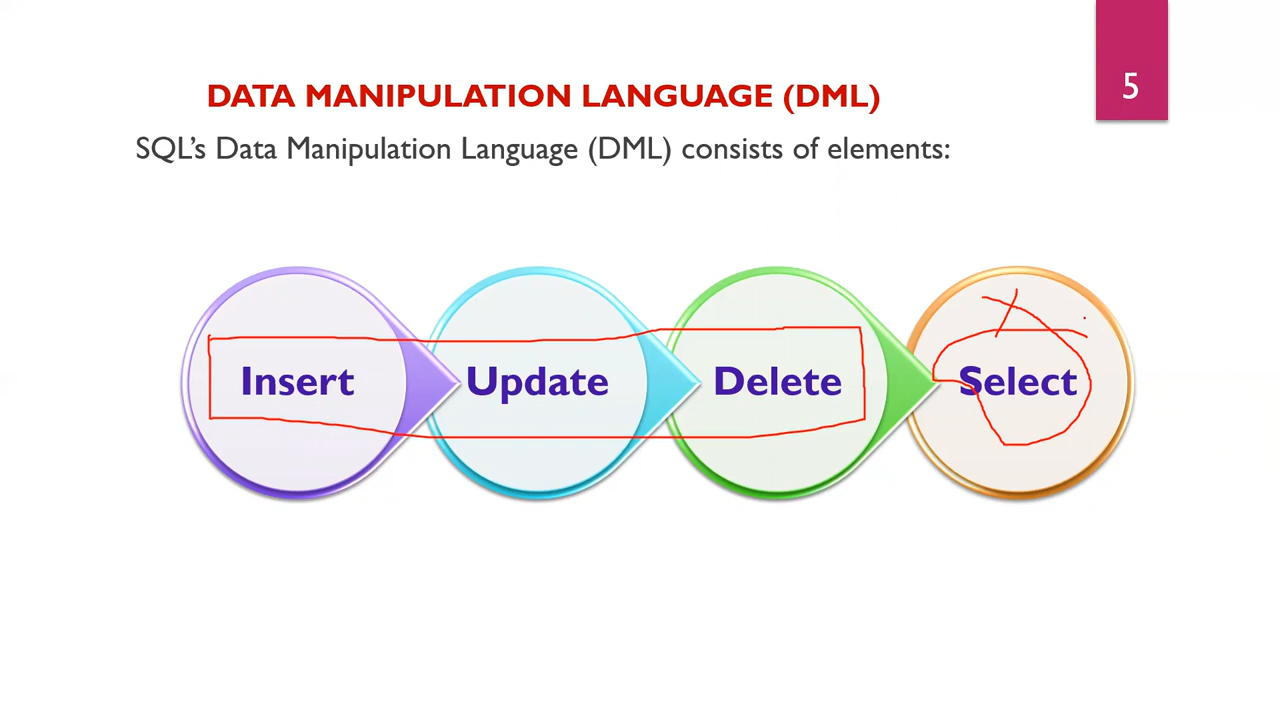 5
DATA MANIPULATION LANGUAGE (DML)
SQL’s Data Manipulation Language (DML) consists of elements:
Insert
Update
Delete
Select